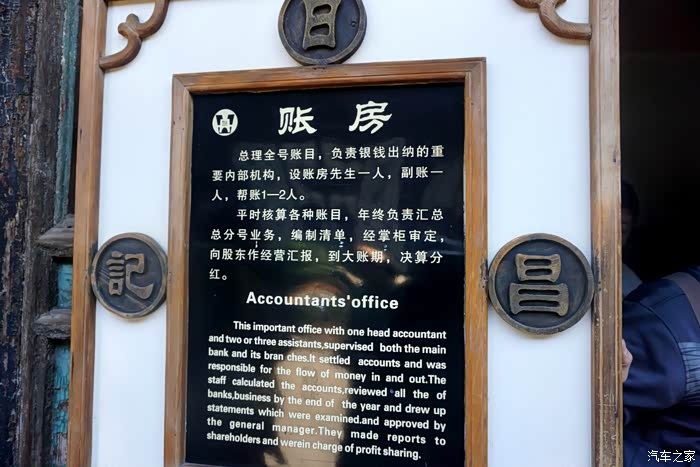 日
账房
总理全号账目，负责银钱出纳的重
要内部机构，设账房先生一人，副账一
人，帮账1—2人。
平时核算各种账目，年终负责汇总
总分号业务，编制清单，经掌柜审定，
向股东作经营汇报，到大账期，决算分
红。
記
昌
Accountants'office
This important office with one head accountant
and two or three assistants,supervised both the main
bank and its bran ches.It settled accounts and was
responsible for the flow of money in and out.The
staff calculated the accounts,reviewed all the of
banks,business by the end of the year and drew up
statements which were examined.and approved by
the general manager.They made reports to
shareholders and werein charge of profit sharing.
汽车之家